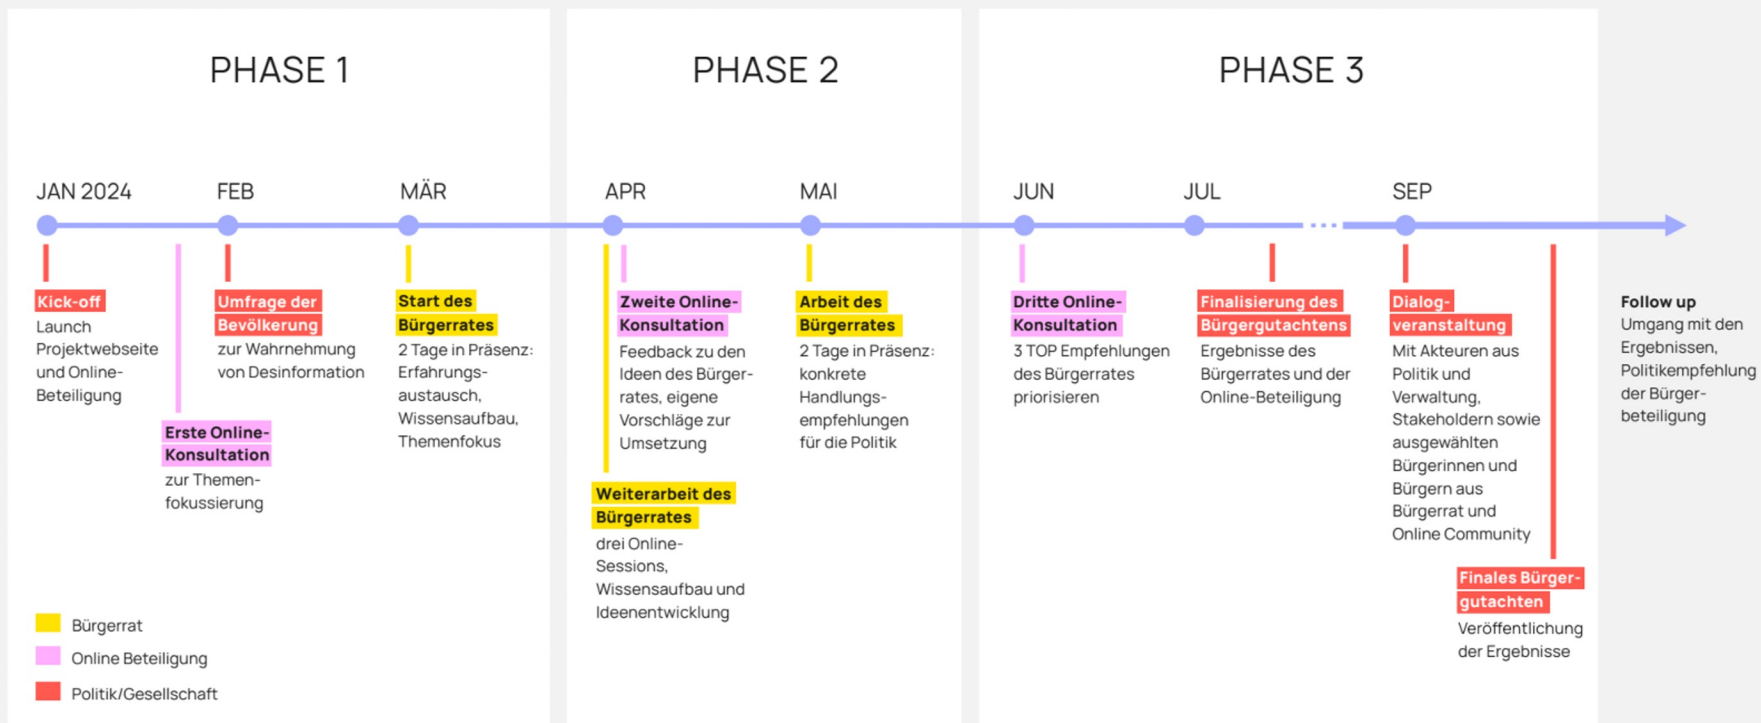 PHASE 1
JAN 2024
FEB
MÄR
Kick-off
Launch
Projektwebseite
und Online-
Beteiligung
Erste Online-
Konsultation
zur Themen-
fokussierung
Umfrage der
Bevölkerung
zur Wahrnehmung
von Desinformation
Start des
Bürgerrates
2 Tage in Präsenz:
Erfahrungs-
austausch,
Wissensaufbau,
Themenfokus
Bürgerrat
Online Beteiligung
Politik/Gesellschaft
PHASE 2
APR
MAI
Zweite Online-
Konsultation
Feedback zu den
Ideen des Bürger-
rates, eigene
Vorschläge zur
Umsetzung
Weiterarbeit des
Bürgerrates
drei Online-
Sessions,
Wissensaufbau und
Ideenentwicklung
Arbeit des
Bürgerrates
2 Tage in Präsenz:
konkrete
Handlungs-
empfehlungen
für die Politik
PHASE 3
JUN
JUL
SEP
Dritte Online-
Konsultation
3 TOP Empfehlungen
des Bürgerrates
priorisieren
Finalisierung des
Bürgergutachtens
Ergebnisse des
Bürgerrates und der
Online-Beteiligung
Dialog-
veranstaltung
Mit Akteuren aus
Politik und
Verwaltung,
Stakeholdern sowie
ausgewählten
Bürgerinnen und
Bürgern aus
Bürgerrat und
Online Community
Finales Bürger-
gutachten
Veröffentlichung
der Ergebnisse
Follow up
Umgang mit den
Ergebnissen,
Politikempfehlung
der Bürger-
beteiligung